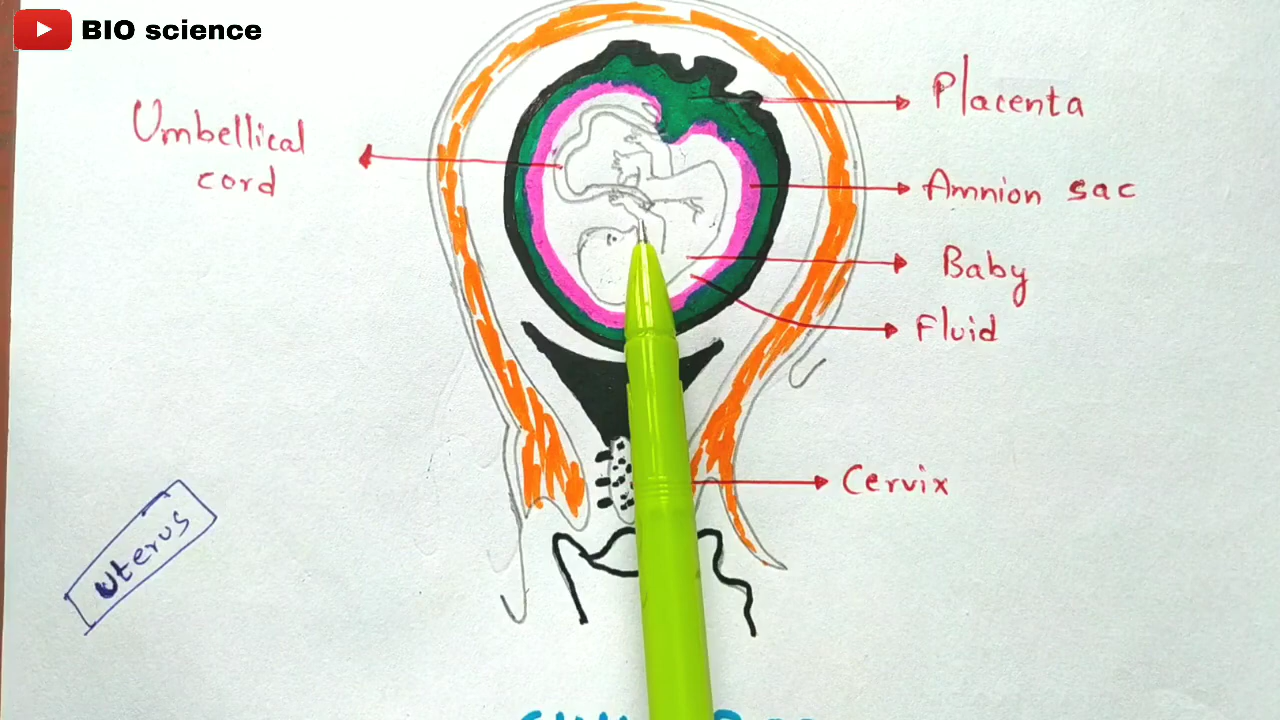 BIO science
Umbellical
cord
Placenta
Amnion sac
Baby
Fluid
Cervix
Uterus